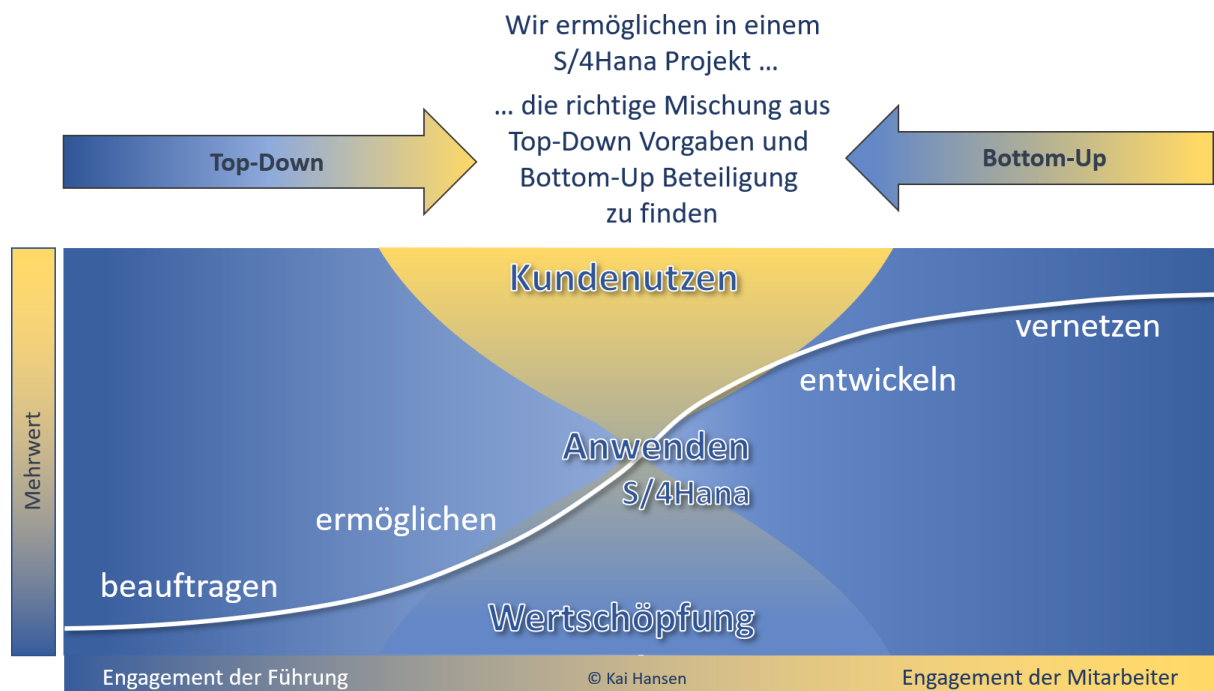 Wir ermöglichen in einem
S/4Hana Projekt ...
... die richtige Mischung aus
Top-Down Vorgaben und
Bottom-Up Beteiligung
zu finden
Top-Down
Bottom-Up
Mehrwert
Kundenutzen
vernetzen
entwickeln
Anwenden
S/4Hana
ermöglichen
beauftragen
Wertschöpfung
Engagement der Führung
© Kai Hansen
Engagement der Mitarbeiter